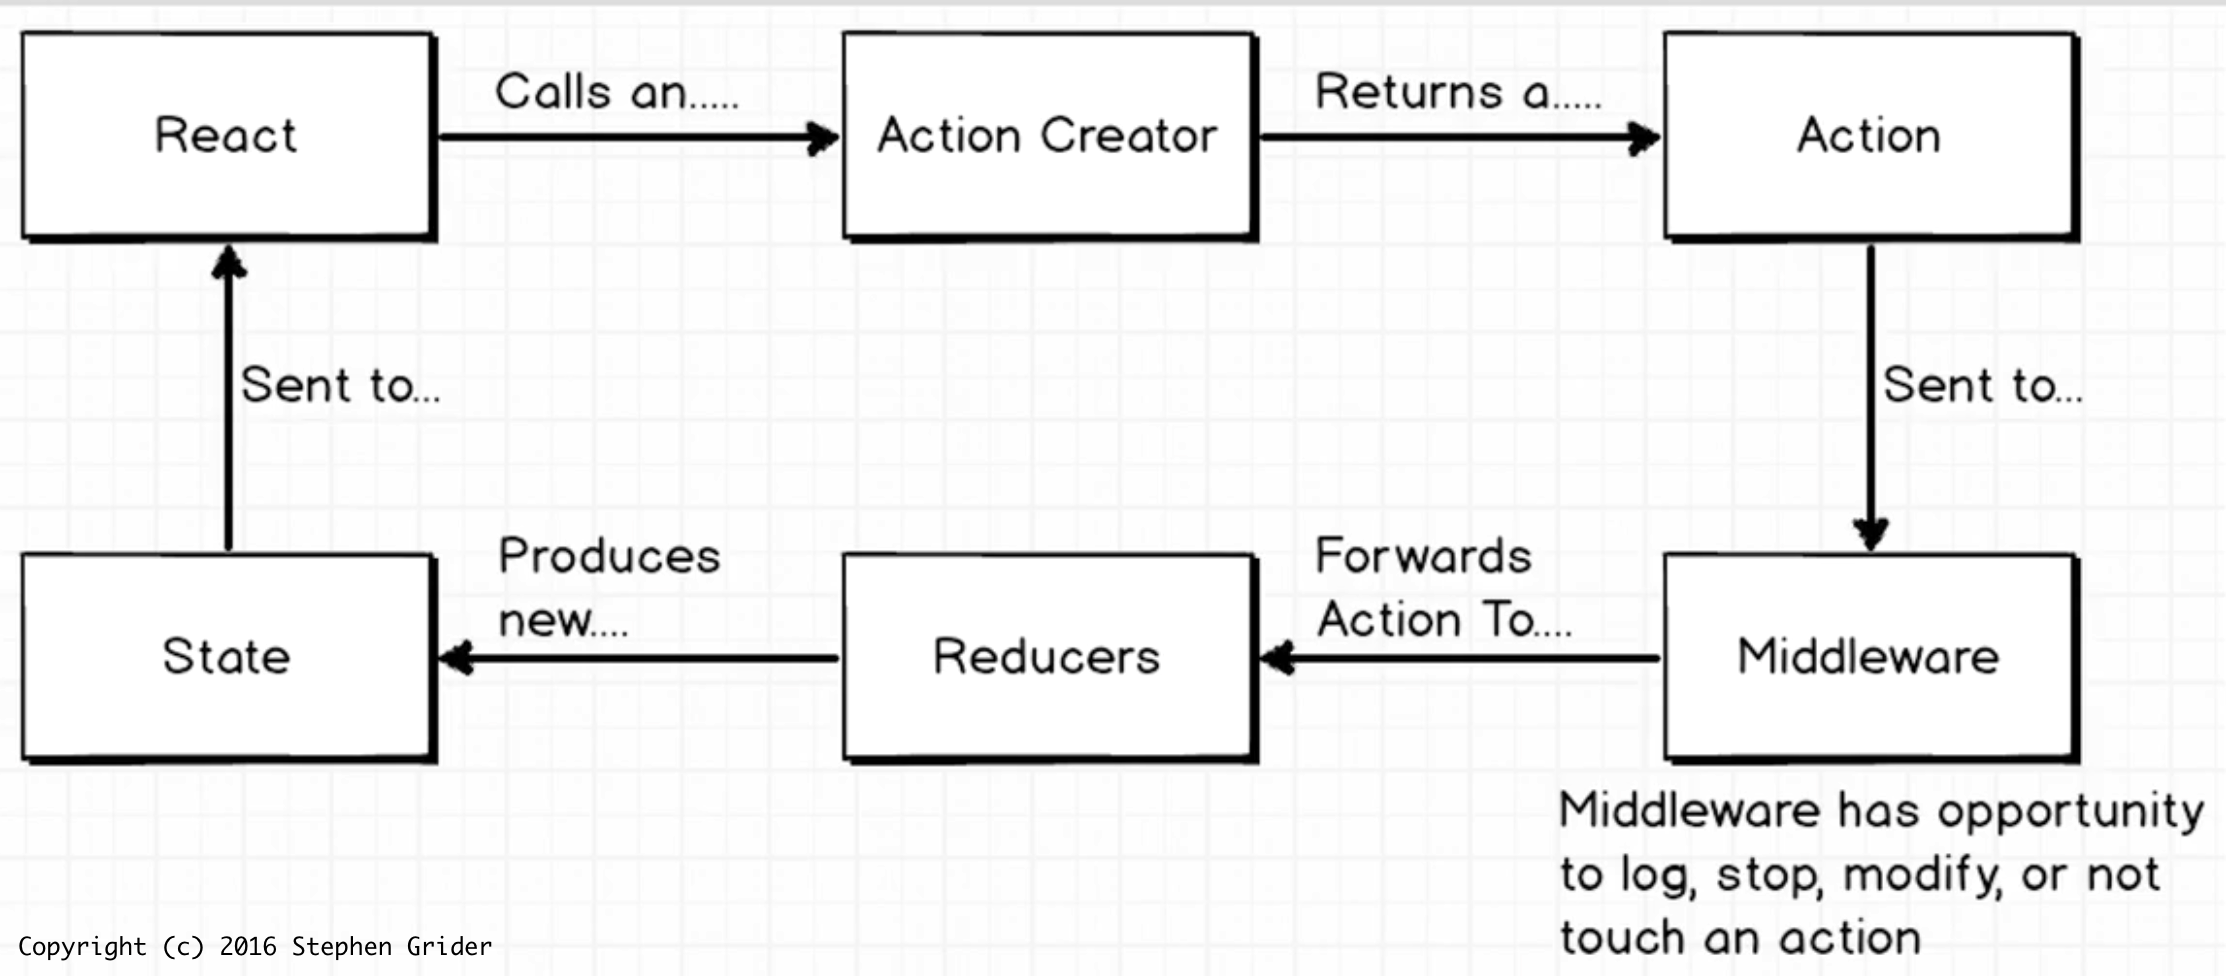 Calls an.....
Returns a.....
React
Action Creator
Action
Sent to...
Sent to...
Produces
new....
Forwards
Action To....
State
Reducers
Middleware
Middleware has opportunity
to log, stop, modify, or not
touch an action
Copyright (c) 2016 Stephen Grider